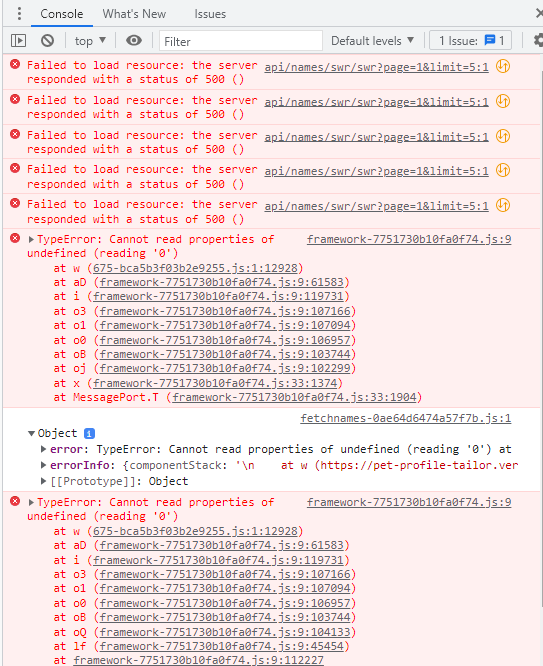 Console What's New Issues
top Filter Default levels 1 Issue: 1
Failed to load resource: the server api/names/swr/swr?page=1&limit=5:1
responded with a status of 500 ()
Failed to load resource: the server api/names/swr/swr?page=1&limit=5:1
responded with a status of 500 ()
Failed to load resource: the server api/names/swr/swr?page=1&limit=5:1
responded with a status of 500 ()
Failed to load resource: the server api/names/swr/swr?page=1&limit=5:1
responded with a status of 500 ()
Failed to load resource: the server api/names/swr/swr?page=1&limit=5:1
responded with a status of 500 ()
TypeError: Cannot read properties of framework-7751730b10fa0f74.js:9
undefined (reading '0')
at w (675-bca5b3f03b2e9255.js:1:12928)
at aD (framework-7751730b10fa0f74.js:9:61583)
at i (framework-7751730b10fa0f74.js:9:119731)
at o3 (framework-7751730b10fa0f74.js:9:107166)
at o1 (framework-7751730b10fa0f74.js:9:107094)
at o0 (framework-7751730b10fa0f74.js:9:106957)
at oB (framework-7751730b10fa0f74.js:9:103744)
at oj (framework-7751730b10fa0f74.js:9:102299)
at x (framework-7751730b10fa0f74.js:33:1374)
at MessagePort.T (framework-7751730b10fa0f74.js:33:1904)
fetchnames-0ae64d6474a57f7b.js:1
Object i
error: TypeError: Cannot read properties of undefined (reading '0') at
errorInfo: {componentStack: '\n at w (https://pet-profile-tailor.ver
[[Prototype]]: Object
TypeError: Cannot read properties of framework-7751730b10fa0f74.js:9
undefined (reading '0')
at w (675-bca5b3f03b2e9255.js:1:12928)
at aD (framework-7751730b10fa0f74.js:9:61583)
at i (framework-7751730b10fa0f74.js:9:119731)
at o3 (framework-7751730b10fa0f74.js:9:107166)
at o1 (framework-7751730b10fa0f74.js:9:107094)
at o0 (framework-7751730b10fa0f74.js:9:106957)
at oB (framework-7751730b10fa0f74.js:9:103744)
at oQ (framework-7751730b10fa0f74.js:9:104133)
at lf (framework-7751730b10fa0f74.js:9:45454)
at framework-7751730b10fa0f74.js:9:112227